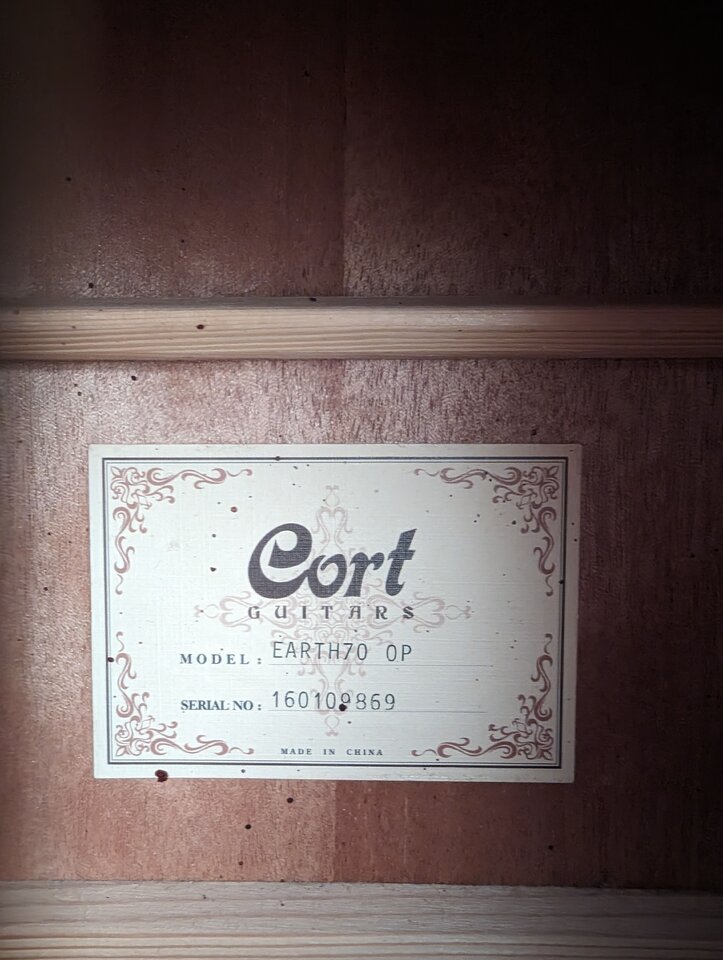 Cort
GUITARS
MODEL : EARTH70 OP
SERIAL NO : 160109869
MADE IN CHINA